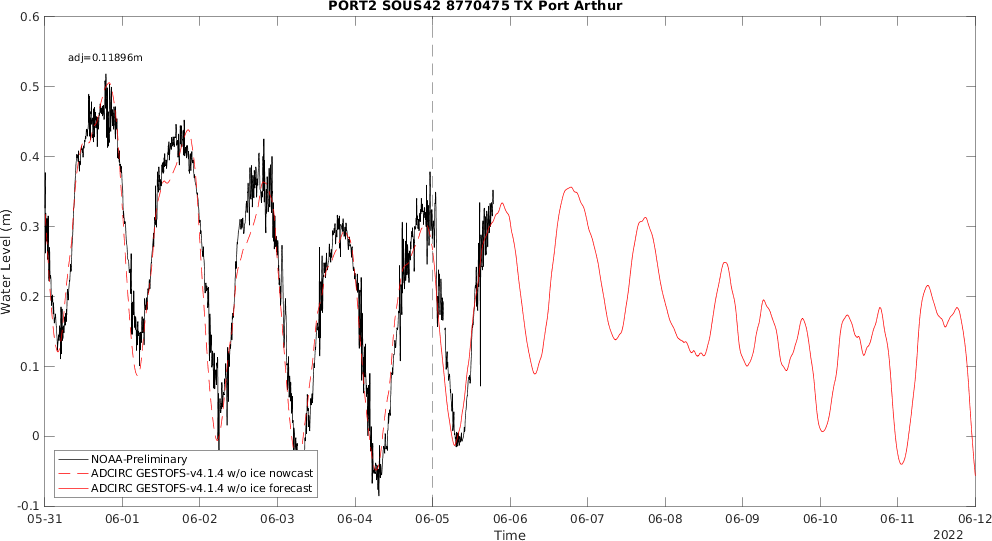 PORT2 SOUS42 8770475 TX Port Arthur
0.6
adj=0.11896m
0.5
0.4
0.3
0.2
0.1
0
-0.1
Water Level (m)
NOAA-Preliminary
ADCIRC GESTOFS-v4.1.4 w/o ice nowcast
ADCIRC GESTOFS-v4.1.4 w/o ice forecast
05-31 06-01 06-02 06-03 06-04 06-05 06-06 06-07 06-08 06-09 06-10 06-11 06-12
Time
2022